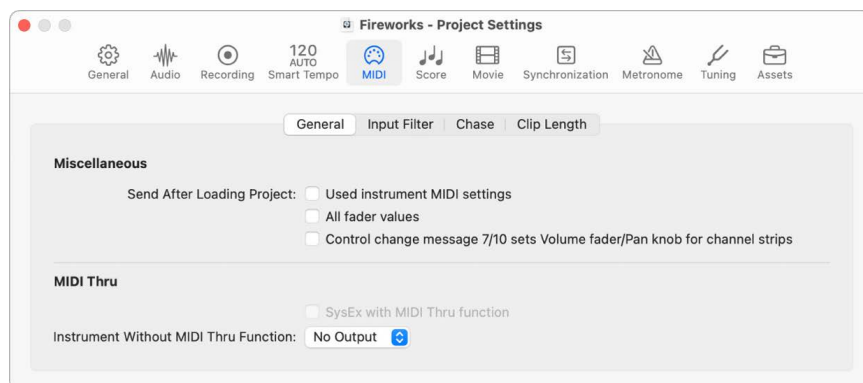 Fireworks - Project Settings
General
Audio
Recording
120
AUTO
Smart Tempo
MIDI
Score
Movie
Synchronization
Metronome
Tuning
Assets
General Input Filter Chase Clip Length
Miscellaneous
Send After Loading Project: Used instrument MIDI settings
All fader values
Control change message 7/10 sets Volume fader/Pan knob for channel strips
MIDI Thru
SysEx with MIDI Thru function
Instrument Without MIDI Thru Function: No Output